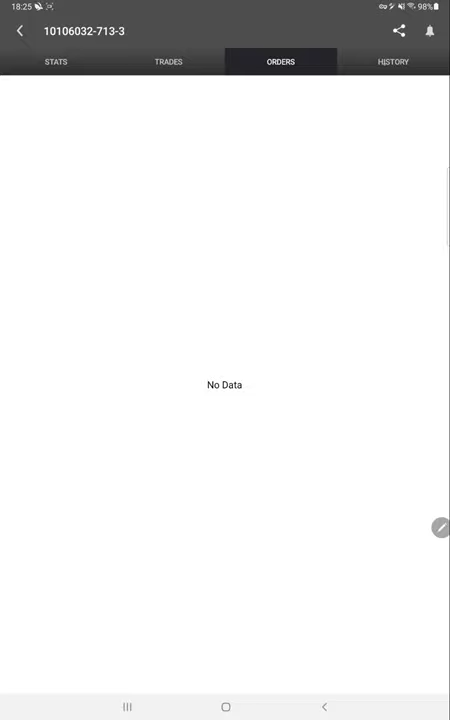 18:25
98%
10106032-713-3
STATS
TRADES
ORDERS
HISTORY
No Data